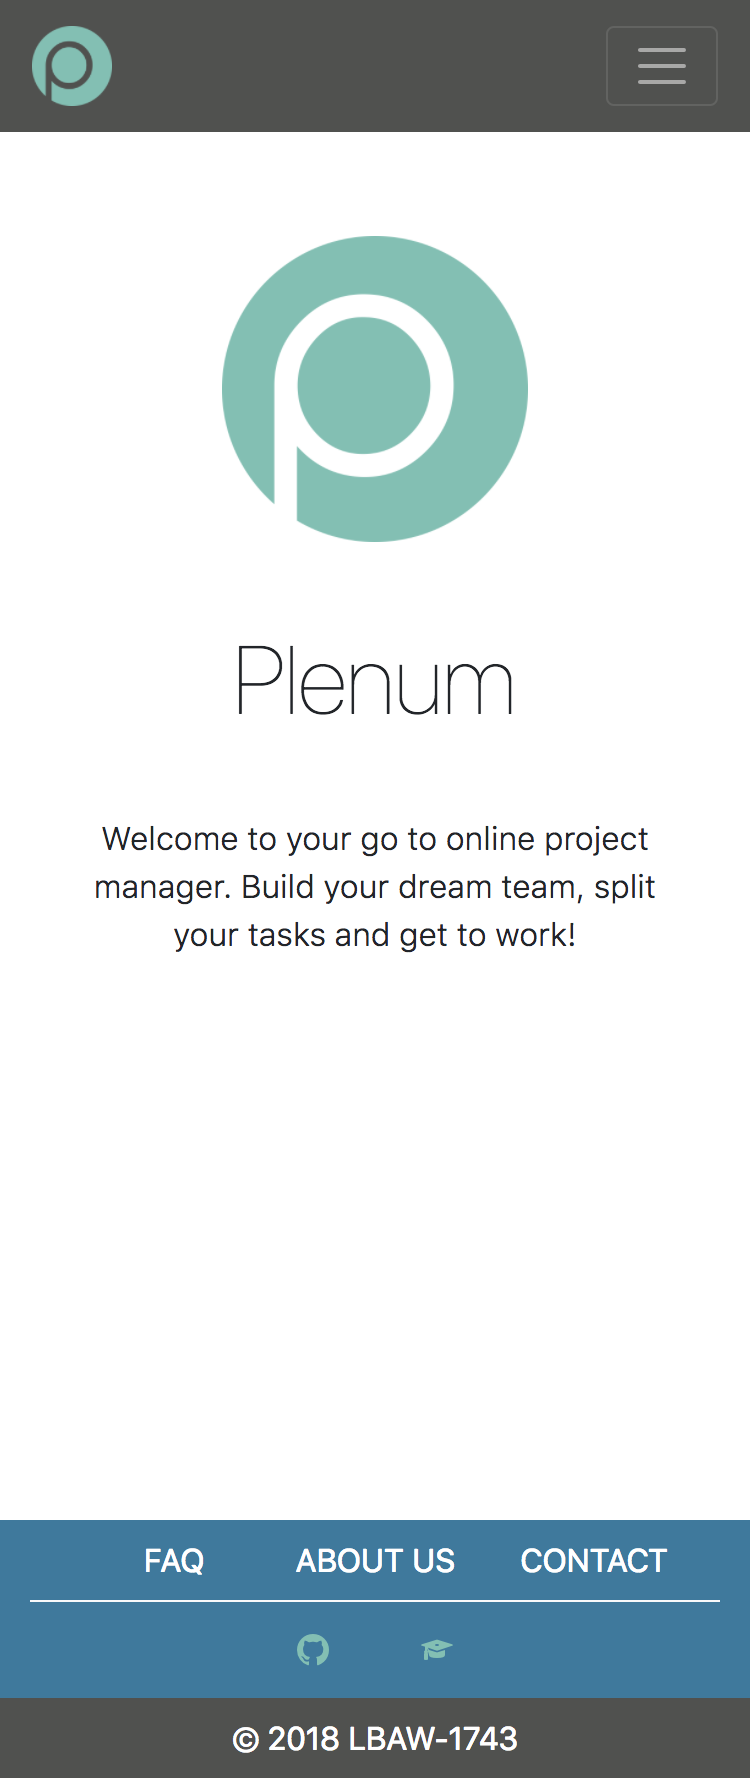 Plenum
Welcome to your go to online project
manager. Build your dream team, split
your tasks and get to work!
FAQ ABOUT US CONTACT
© 2018 LBAW-1743